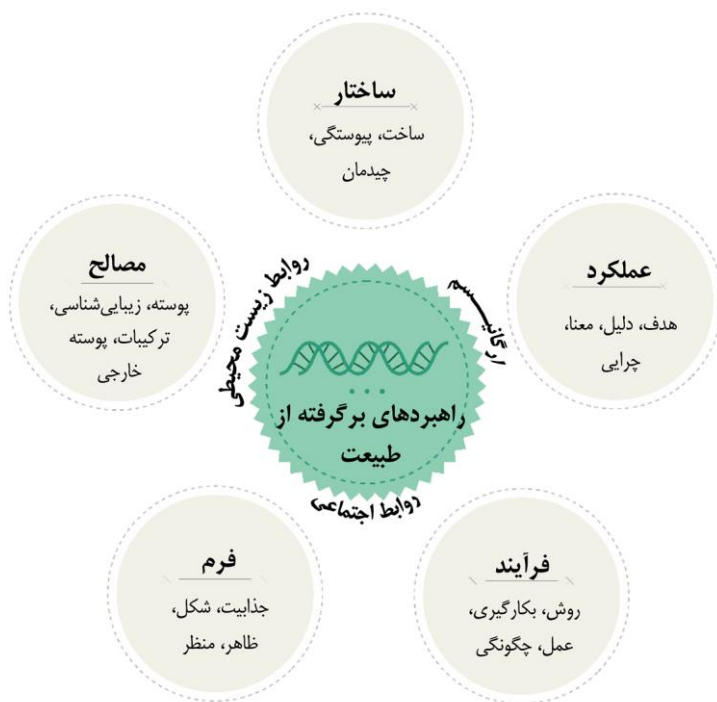 ساختار
ساخت، پیوستگی،
چیدمان
عملکرد
هدف، دلیل، معنا،
چرایی
مصالح
پوسته، زیبایی‌شناسی،
ترکیبات، پوسته
خارجی
روابط زیست محیطی
ارگانیـــــسم
راهبردهای برگرفته از
طبیعت
روابط اجتماعی
فرآیند
روش، بکارگیری،
عمل، چگونگی
فرم
جذابیت، شکل،
ظاهر، منظر